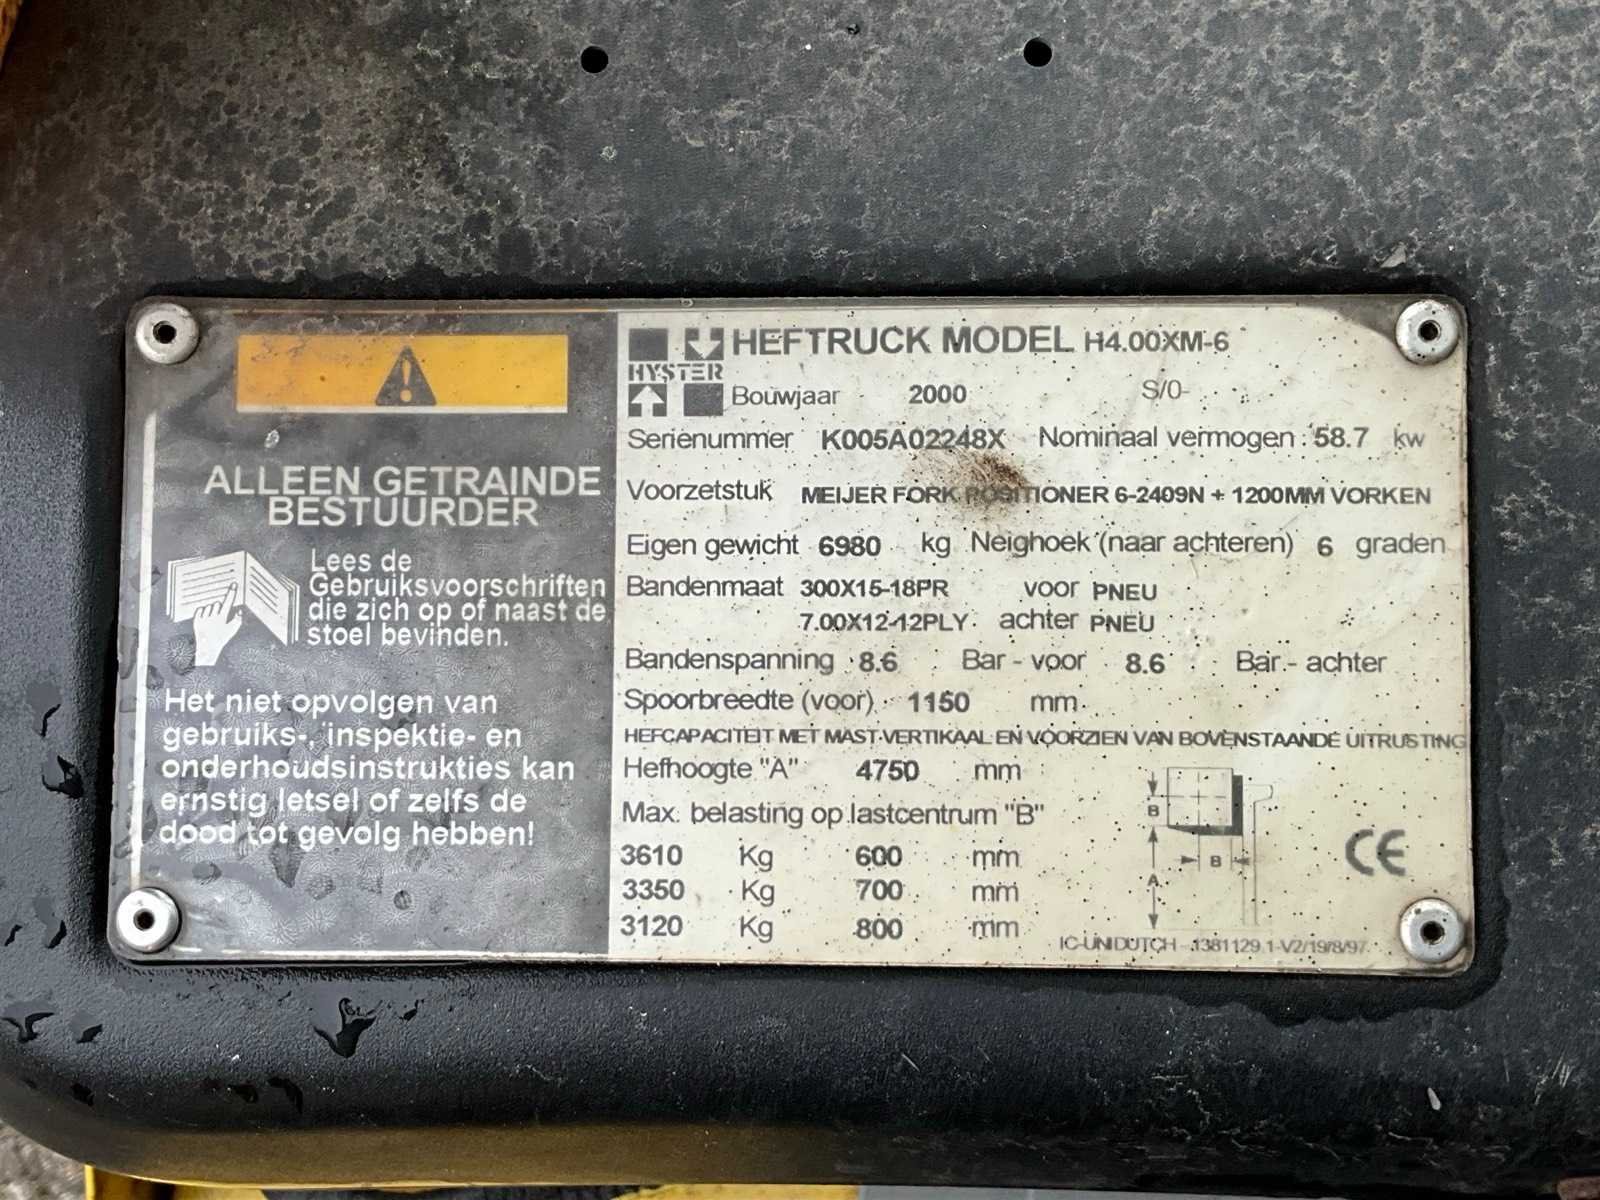 ALLEEN GETRAINDE
BESTUURDER
Lees de
Gebruiksvoorschriften
die zich op of naast de
stoel bevinden.
Het niet opvolgen van
gebruiks-, inspektie- en
onderhoudsinstrukties kan
ernstig letsel of zelfs de
dood tot gevolg hebben!
HYSTER
HEFTRUCK MODEL H4.00XM-6
Bouwjaar 2000 S/0-
Serienummer K005A02248X Nominaal vermogen : 58.7 kw
Voorzetstuk MEIJER FORK POSITIONER 6-2409N + 1200MM VORKEN
Eigen gewicht 6980 kg Neighoek (naar achteren) 6 graden
Bandenmaat 300X15-18PR voor PNEU
7.00X12-12PLY achter PNEU
Bandenspanning 8.6 Bar - voor 8.6 Bar - achter
Spoorbreedte (voor) 1150 mm
HEFCAPACITEIT MET MAST VERTIKAAL EN VOORZIEN VAN BOVENSTAANDE UITRUSTING
Hefhoogte "A" 4750 mm
Max. belasting op lastcentrum "B"
3610 Kg 600 mm
3350 Kg 700 mm
3120 Kg 800 mm
B
B
A
CE
IC-UNIDUTCH - 1381129 1-V2/19/8/97